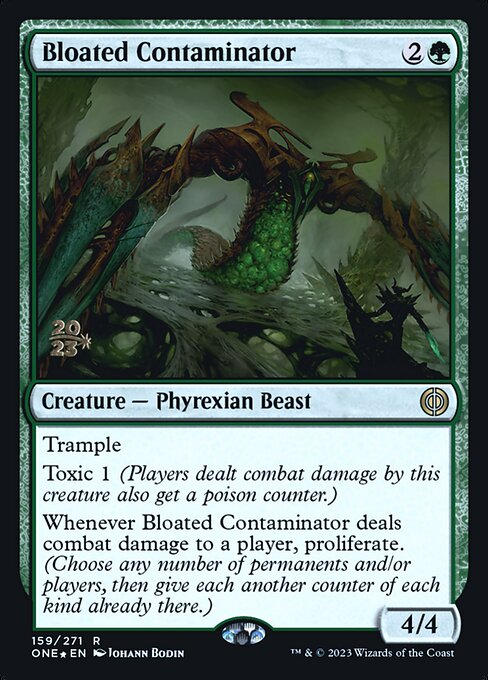 Bloated Contaminator 2
20
23
Creature — Phyrexian Beast
Trample
Toxic 1 (Players dealt combat damage by this
creature also get a poison counter.)
Whenever Bloated Contaminator deals
combat damage to a player, proliferate.
(Choose any number of permanents and/or
players, then give each another counter of each
kind already there.)
4/4
159/271 R
ONE★EN Johann Bodin
™ & © 2023 Wizards of the Coast